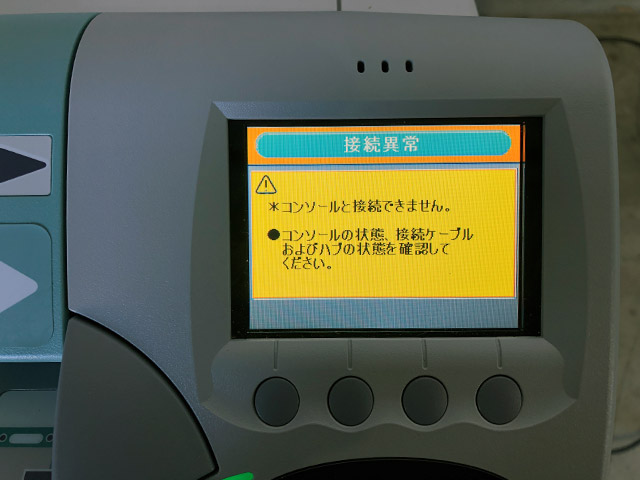 接続異常
＊コンソールと接続できません。
●コンソールの状態、接続ケーブル
およびハブの状態を確認して
ください。